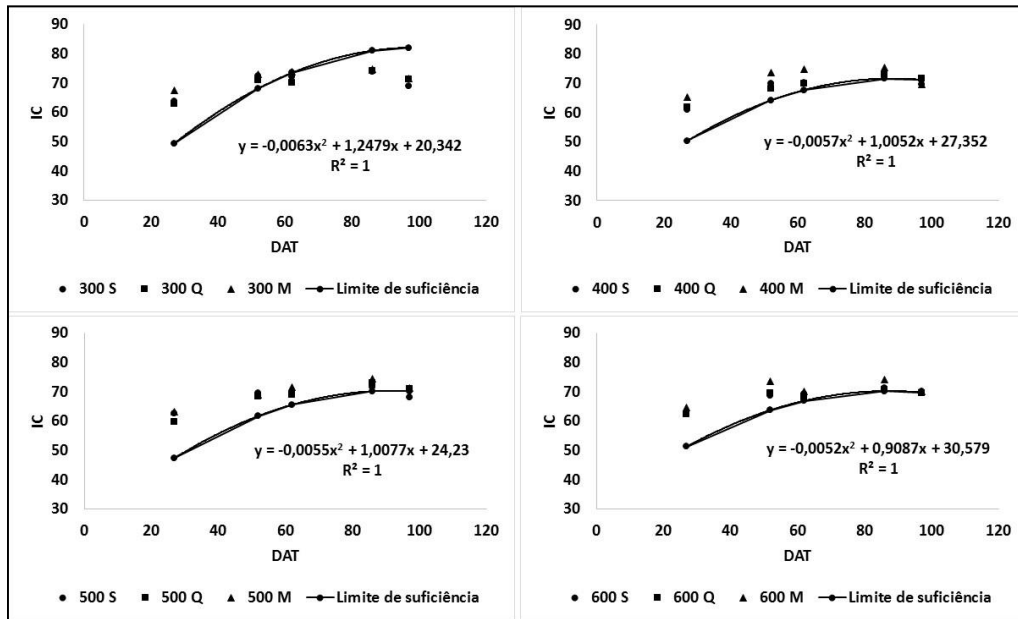 90
80
70
60
50
40
30
IC
y = -0,0063x² + 1,2479x + 20,342
R² = 1
0 20 40 60 80 100 120
DAT
300 S 300 Q 300 M Limite de suficiência
90
80
70
60
50
40
30
IC
y = -0,0057x² + 1,0052x + 27,352
R² = 1
0 20 40 60 80 100 120
DAT
400 S 400 Q 400 M Limite de suficiência
90
80
70
60
50
40
30
IC
y = -0,0055x² + 1,0077x + 24,23
R² = 1
0 20 40 60 80 100 120
DAT
500 S 500 Q 500 M Limite de suficiência
90
80
70
60
50
40
30
IC
y = -0,0052x² + 0,9087x + 30,579
R² = 1
0 20 40 60 80 100 120
DAT
600 S 600 Q 600 M Limite de suficiência